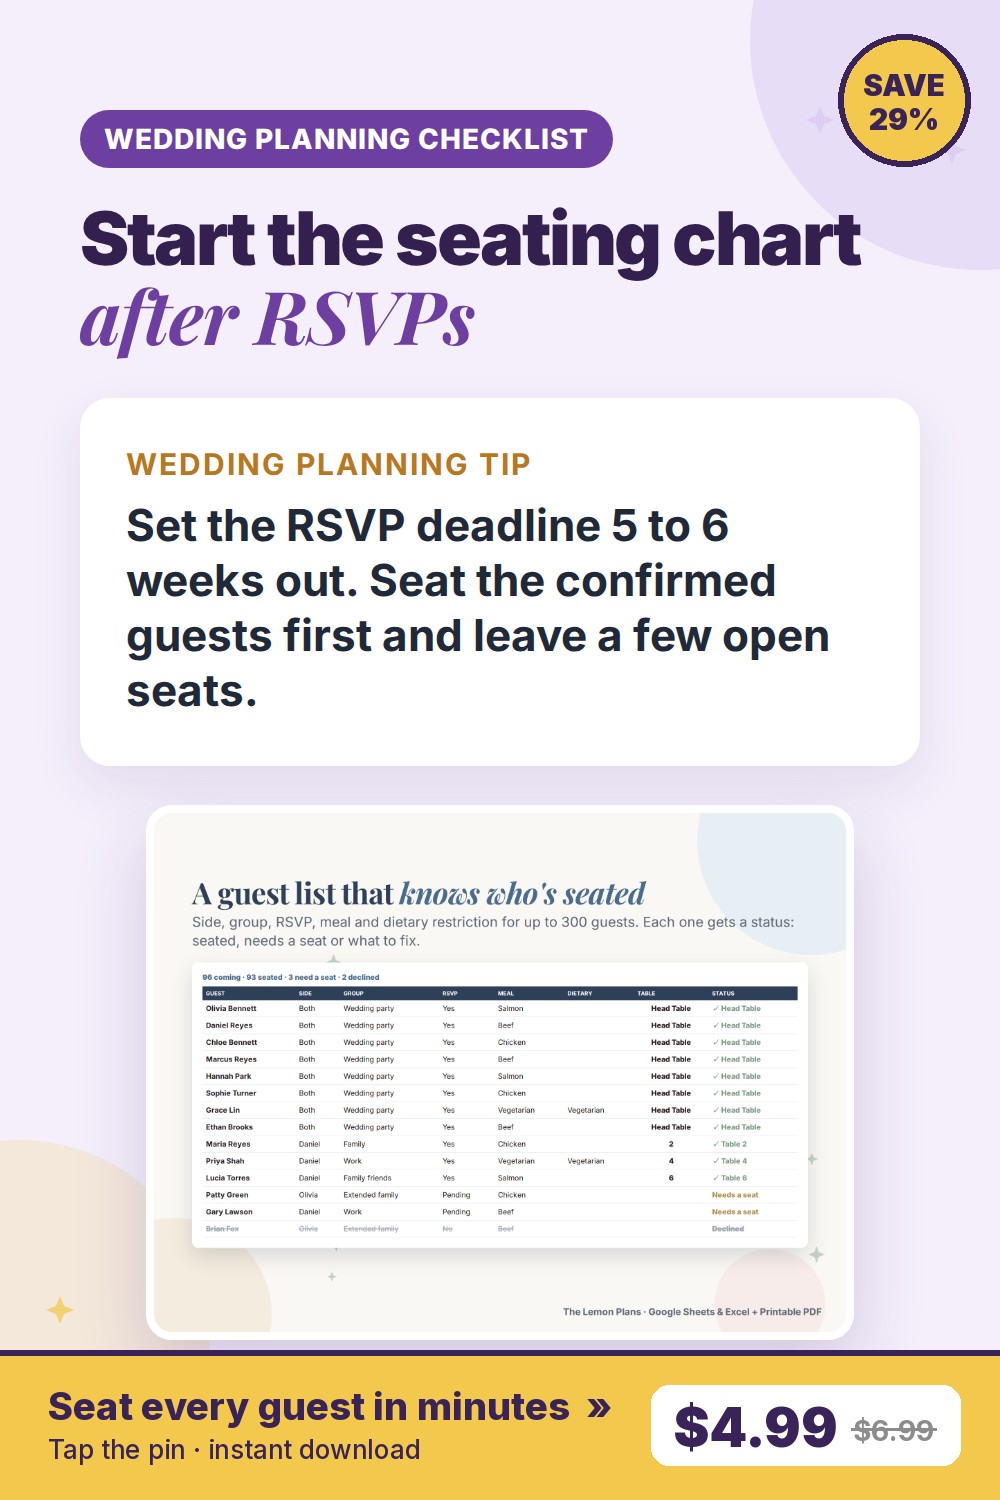 SAVE
29%
WEDDING PLANNING CHECKLIST
Start the seating chart
after RSVPs
WEDDING PLANNING TIP
Set the RSVP deadline 5 to 6
weeks out. Seat the confirmed
guests first and leave a few open
seats.
A guest list that knows who's seated
Side, group, RSVP, meal and dietary restriction for up to 300 guests. Each one gets a status:
seated, needs a seat or what to fix.
96 coming · 93 seated · 3 need a seat · 2 declined
GUEST SIDE GROUP RSVP MEAL DIETARY TABLE STATUS
Olivia Bennett Both Wedding party Yes Salmon Head Table ✓ Head Table
Daniel Reyes Both Wedding party Yes Beef Head Table ✓ Head Table
Chloe Bennett Both Wedding party Yes Chicken Head Table ✓ Head Table
Marcus Reyes Both Wedding party Yes Beef Head Table ✓ Head Table
Hannah Park Both Wedding party Yes Salmon Head Table ✓ Head Table
Sophie Turner Both Wedding party Yes Chicken Head Table ✓ Head Table
Grace Lin Both Wedding party Yes Vegetarian Vegetarian Head Table ✓ Head Table
Ethan Brooks Both Wedding party Yes Beef Head Table ✓ Head Table
Maria Reyes Daniel Family Yes Chicken 2 ✓ Table 2
Priya Shah Daniel Work Yes Vegetarian Vegetarian 4 ✓ Table 4
Lucia Torres Daniel Family friends Yes Salmon 6 ✓ Table 6
Patty Green Olivia Extended family Pending Chicken Needs a seat
Gary Lawson Daniel Work Pending Beef Needs a seat
Brian Fox Olivia Extended family No Beef Declined
The Lemon Plans · Google Sheets & Excel + Printable PDF
Seat every guest in minutes »
Tap the pin · instant download
$4.99 $6.99